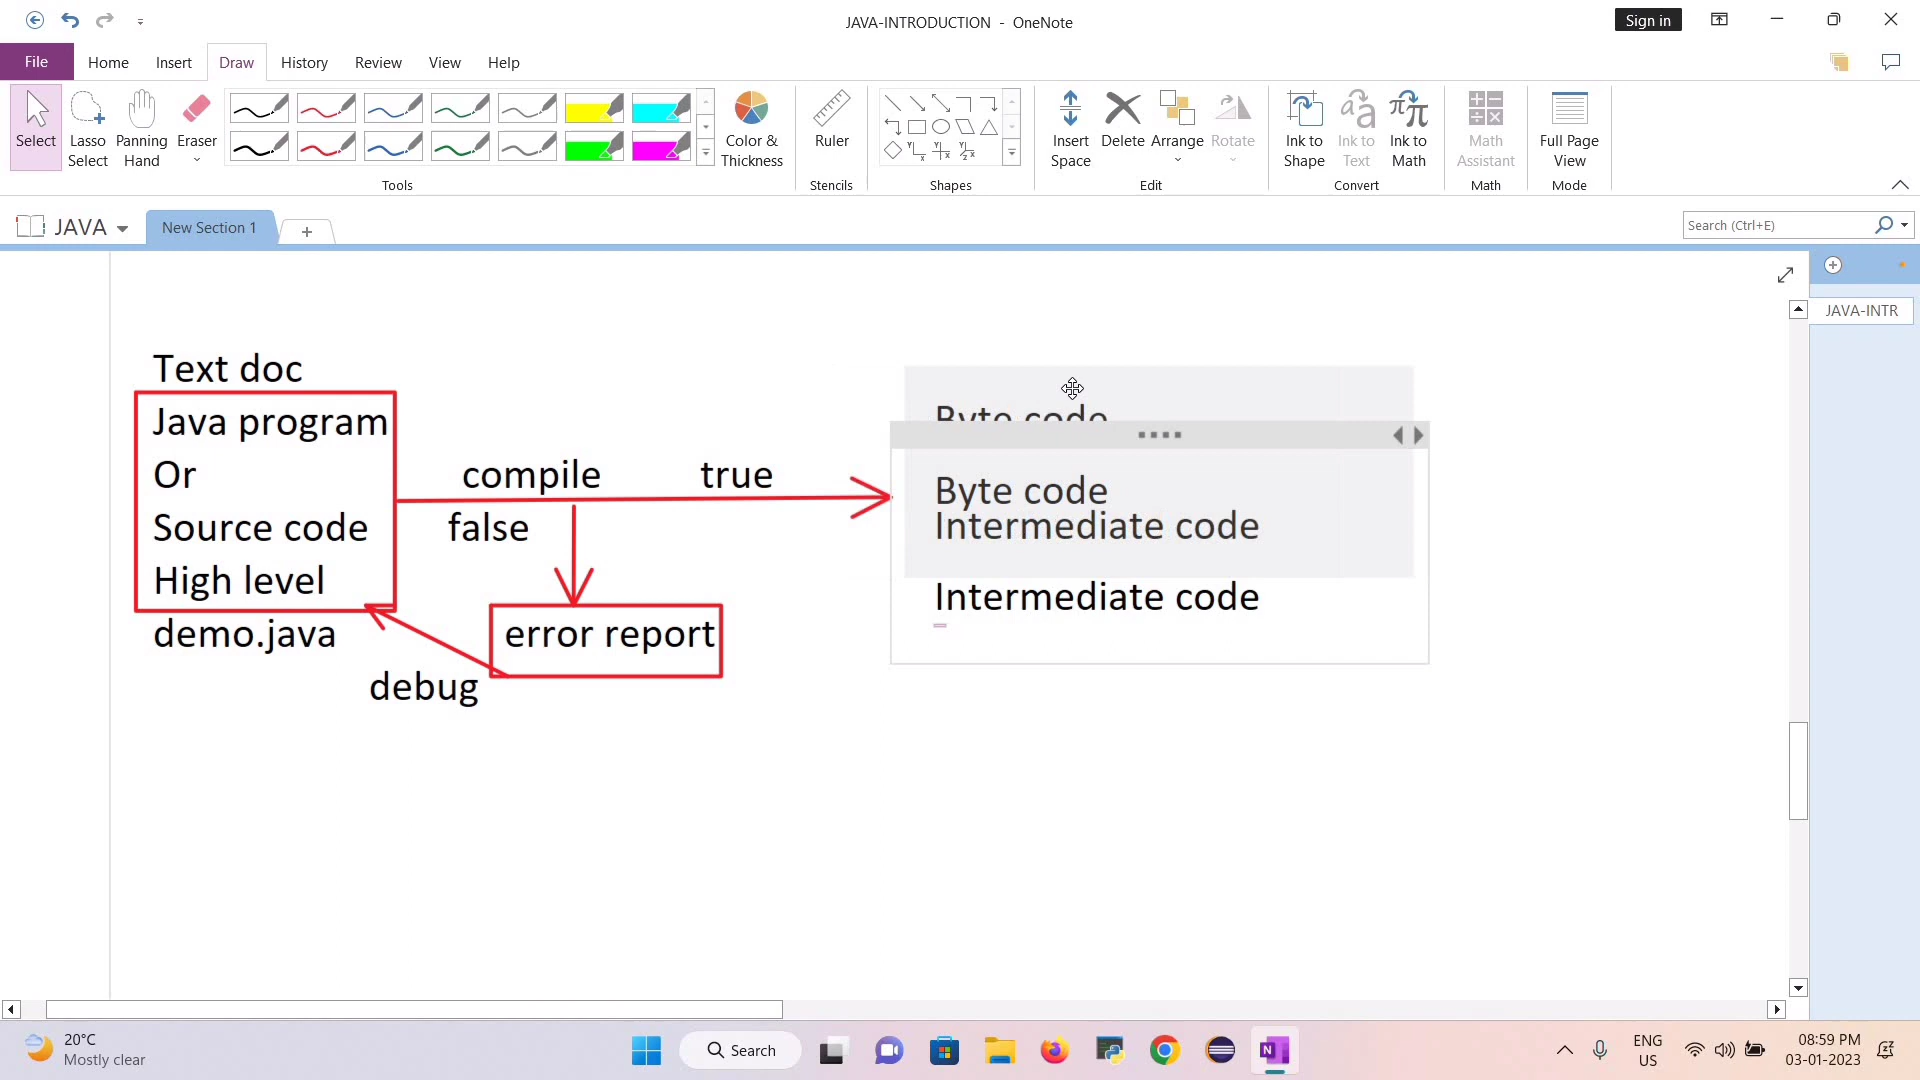 JAVA-INTRODUCTION - OneNote
Sign in
File Home Insert Draw History Review View Help
Select
Lasso Select
Panning Hand
Eraser
Color & Thickness
Ruler
Insert Space
Delete
Arrange
Rotate
Ink to Shape
Ink to Text
Ink to Math
Math Assistant
Full Page View
Tools
Stencils
Shapes
Edit
Convert
Math
Mode
JAVA
New Section 1
Search (Ctrl+E)
JAVA-INTR
Text doc
Java program
Or
Source code
High level
demo.java
compile true
false
error report
debug
Byte code
Byte code
Intermediate code
Intermediate code
20°C
Mostly clear
Search
ENG
US
08:59 PM
03-01-2023